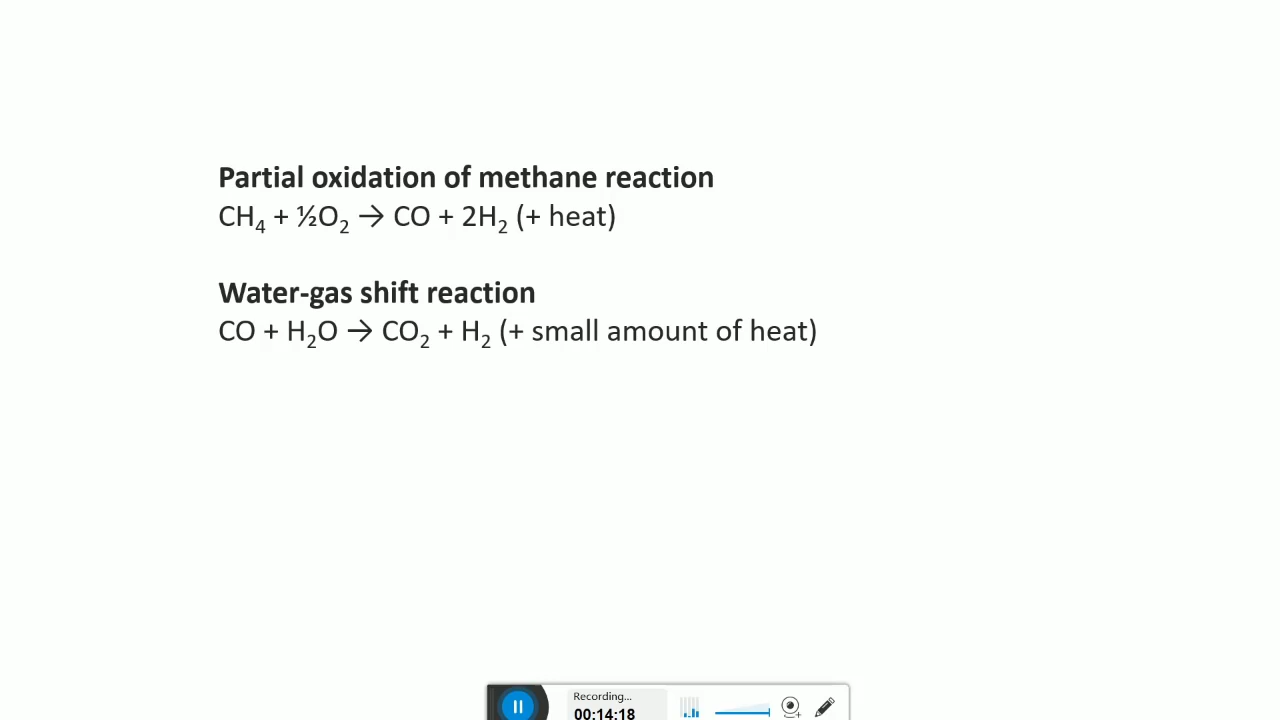 Partial oxidation of methane reaction
CH₄ + ½O₂ → CO + 2H₂ (+ heat)
Water-gas shift reaction
CO + H₂O → CO₂ + H₂ (+ small amount of heat)
Recording...
00:14:18